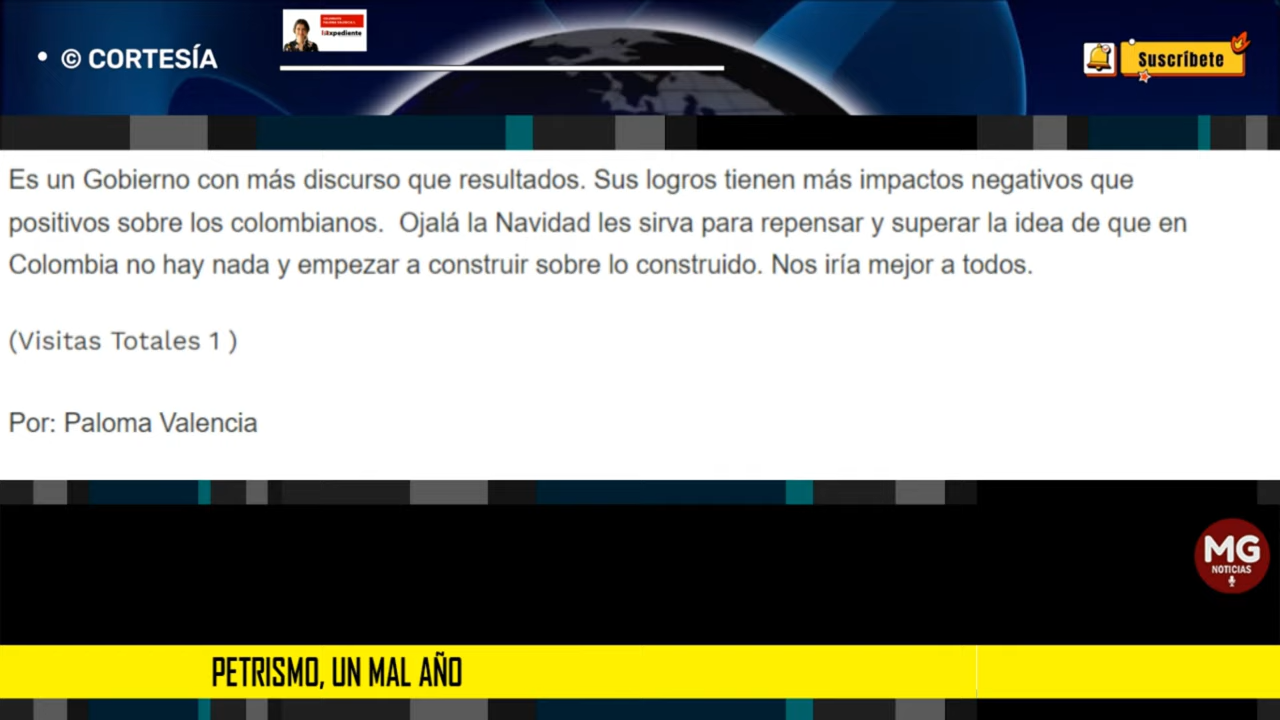 • © CORTESÍA
Expediente
Suscríbete
Es un Gobierno con más discurso que resultados. Sus logros tienen más impactos negativos que
positivos sobre los colombianos. Ojalá la Navidad les sirva para repensar y superar la idea de que en
Colombia no hay nada y empezar a construir sobre lo construido. Nos iría mejor a todos.
(Visitas Totales 1 )
Por: Paloma Valencia
MG
NOTICIAS
PETRISMO, UN MAL AÑO